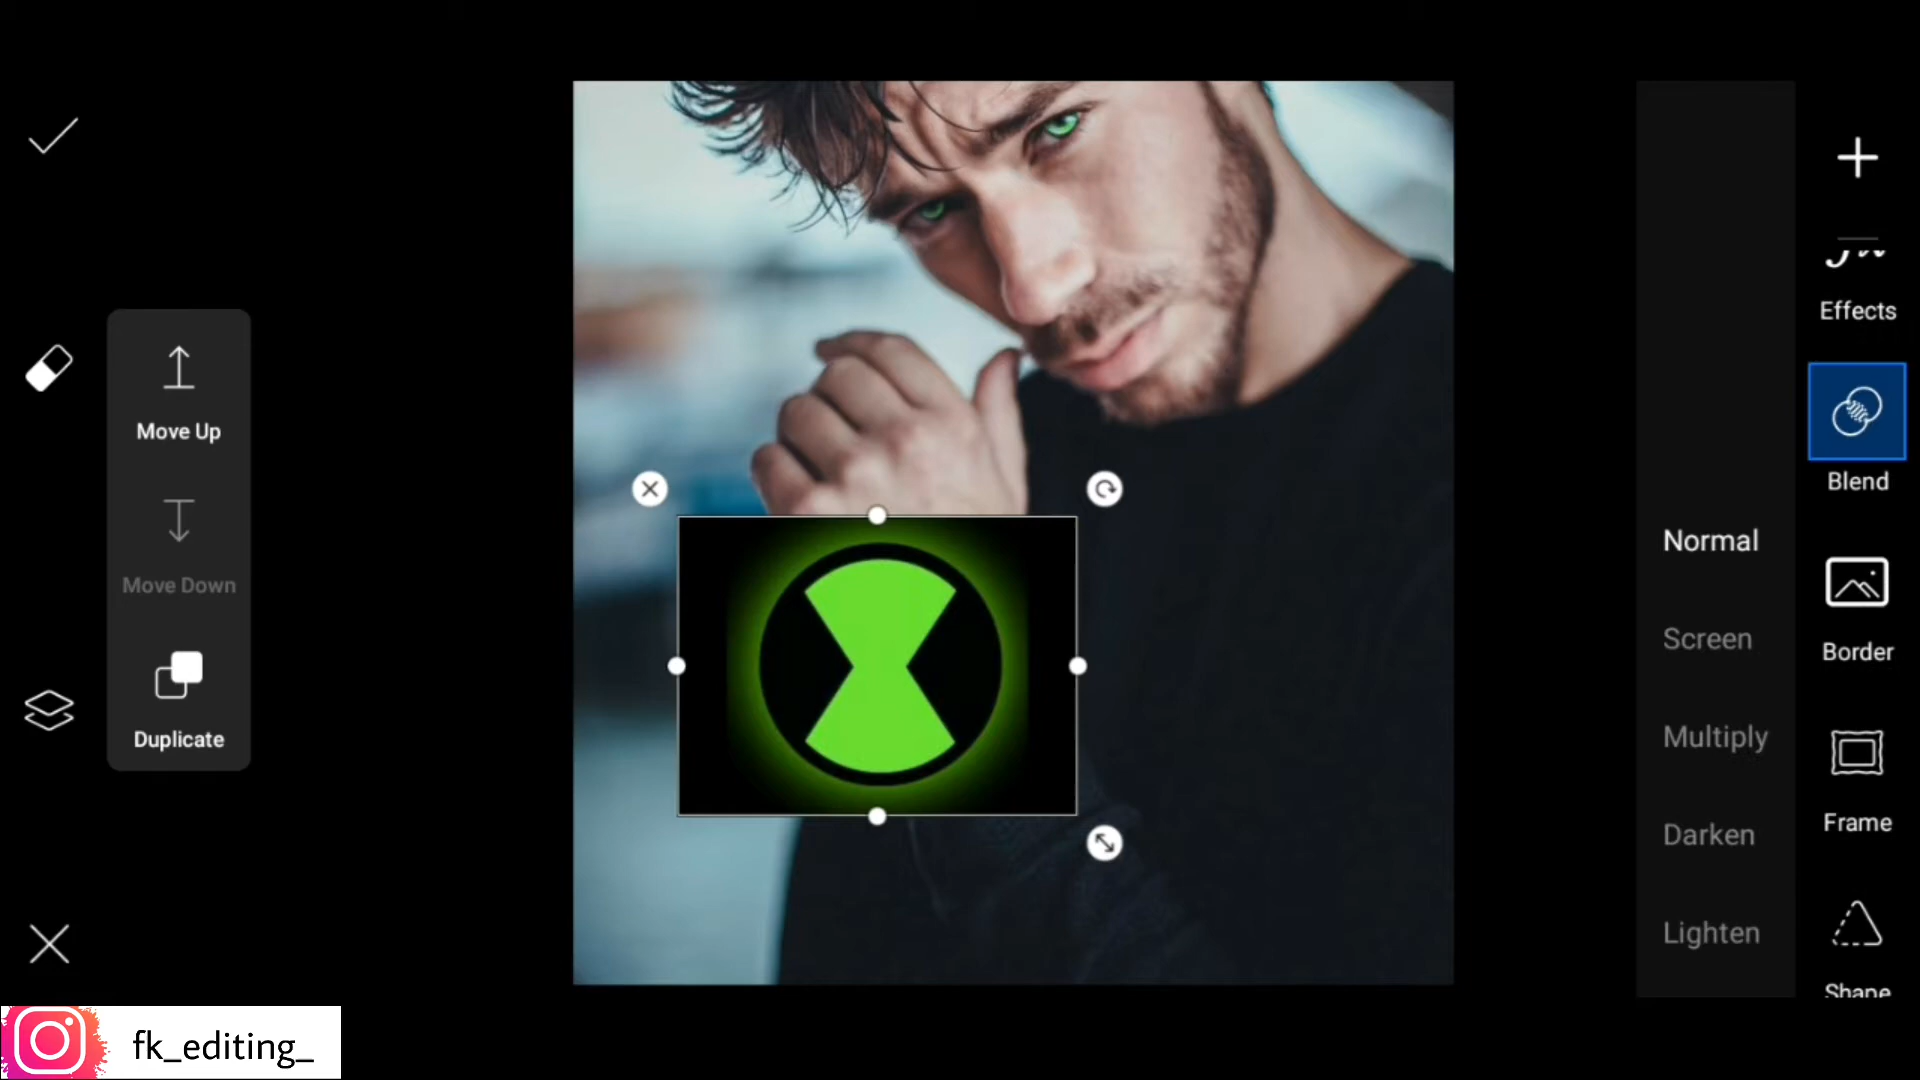 Move Up
Move Down
Duplicate
Normal
Screen
Multiply
Darken
Lighten
Effects
Blend
Border
Frame
Shape
fk_editing_